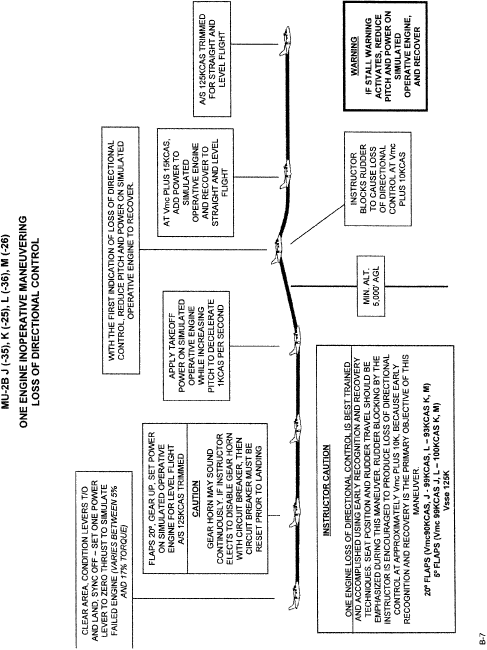 MU-2B J (-35), K (-25), L (-36), M (-26)
ONE ENGINE INOPERATIVE MANEUVERING
LOSS OF DIRECTIONAL CONTROL
CLEAR AREA, CONDITION LEVERS T/O
AND LAND, SYNC OFF – SET ONE POWER
LEVER TO ZERO THRUST TO SIMULATE
FAILED ENGINE (VARIES BETWEEN 5%
AND 17% TORQUE)
FLAPS 20°, GEAR UP, SET POWER
ON SIMULATED OPERATIVE
ENGINE FOR LEVEL FLIGHT
A/S 125KCAS TRIMMED
CAUTION
GEAR HORN MAY SOUND
CONTINUOUSLY. IF INSTRUCTOR
ELECTS TO DISABLE GEAR HORN
WITH CIRCUIT BREAKER, THEN
CIRCUIT BREAKER MUST BE
RESET PRIOR TO LANDING
APPLY TAKEOFF
POWER ON SIMULATED
OPERATIVE ENGINE
WHILE INCREASING
PITCH TO DECELERATE
1KCAS PER SECOND
WITH THE FIRST INDICATION OF LOSS OF DIRECTIONAL
CONTROL, REDUCE PITCH AND POWER ON SIMULATED
OPERATIVE ENGINE TO RECOVER.
AT Vmc PLUS 15KCAS,
ADD POWER TO
SIMULATED
OPERATIVE ENGINE
AND RECOVER TO
STRAIGHT AND LEVEL
FLIGHT
A/S 125KCAS TRIMMED
FOR STRAIGHT AND
LEVEL FLIGHT
MIN. ALT.
5,000' AGL
INSTRUCTOR
BLOCKS RUDDER
TO CAUSE LOSS
OF DIRECTIONAL
CONTROL AT Vmc
PLUS 10KCAS
WARNING
IF STALL WARNING
ACTIVATES, REDUCE
PITCH AND POWER ON
SIMULATED
OPERATIVE ENGINE,
AND RECOVER
INSTRUCTOR CAUTION
ONE ENGINE LOSS OF DIRECTIONAL CONTROL IS BEST TRAINED
AND ACCOMPLISHED USING EARLY RECOGNITION AND RECOVERY
TECHNIQUES. SEAT POSITION AND RUDDER TRAVEL SHOULD BE
EMPHASIZED DURING THIS MANEUVER. RUDDER BLOCKING BY THE
INSTRUCTOR IS ENCOURAGED TO PRODUCE LOSS OF DIRECTIONAL
CONTROL AT APPROXIMATELY Vmc PLUS 10K, BECAUSE EARLY
RECOGNITION AND RECOVERY IS THE PRIMARY OBJECTIVE OF THIS
MANEUVER.
20° FLAPS (Vmc 99KCAS, J - 99KCAS, L – 93KCAS K, M)
5° FLAPS (Vmc 99KCAS J, L – 100KCAS K, M)
Vsse 125K
B-7